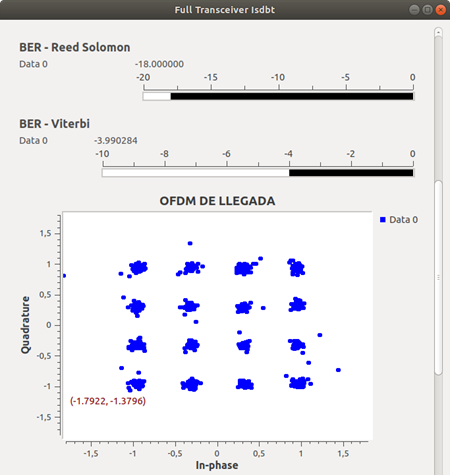 Full Transceiver Isdbt
BER - Reed Solomon
Data 0 -18.000000
-20 -15 -10 -5 0
BER - Viterbi
Data 0 -3.990284
-10 -8 -6 -4 -2 0
OFDM DE LLEGADA
Data 0
1,5
1
0,5
0
-0,5
-1
-1,5
Quadrature
(-1.7922, -1.3796)
-1,5 -1 -0,5 0 0,5 1 1,5
In-phase